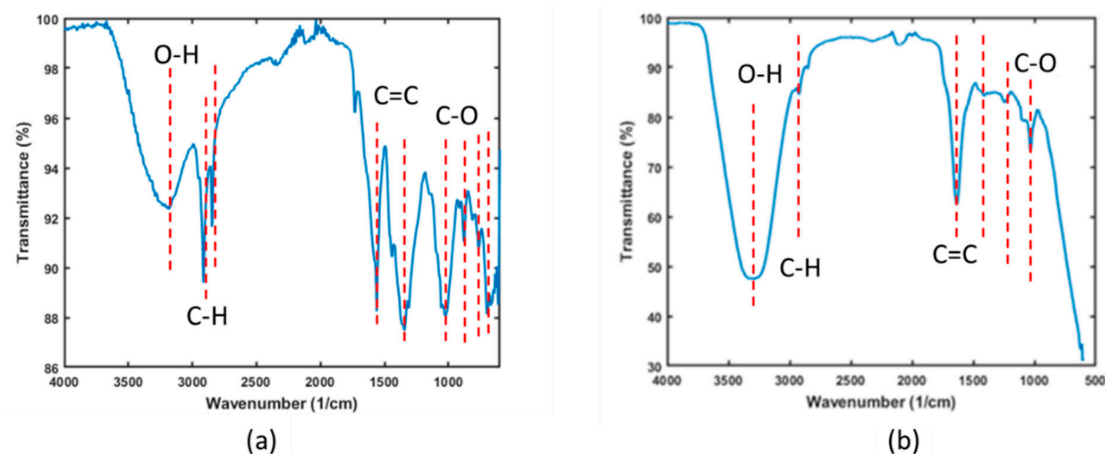 100
98
96
94
92
90
88
86
Transmittance (%)
O-H
C-H
C=C
C-O
4000 3500 3000 2500 2000 1500 1000
Wavenumber (1/cm)
(a)
100
90
80
70
60
50
40
30
Transmittance (%)
O-H
C-H
C=C
C-O
4000 3500 3000 2500 2000 1500 1000 500
Wavenumber (1/cm)
(b)